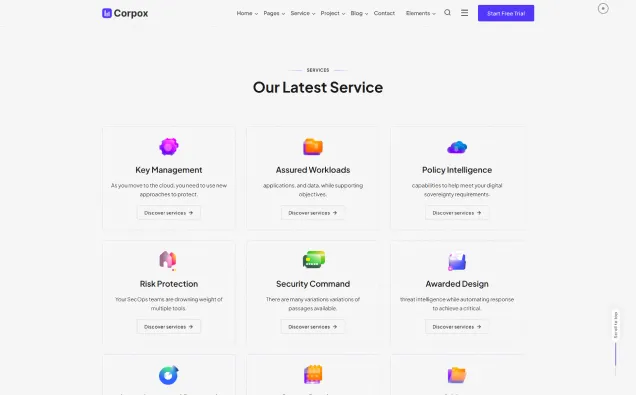 Corpox
Home Pages Service Project Blog Contact Elements
Start Free Trial
SERVICES
Our Latest Service
Key Management
As you move to the cloud, you need to use new
approaches to protect.
Discover services
Assured Workloads
applications, and data, while supporting
objectives.
Discover services
Policy Intelligence
capabilities to help meet your digital
sovereignty requirements.
Discover services
Risk Protection
Your SecOps teams are drowning weight of
multiple tools.
Discover services
Security Command
There are many variations variations of
passages available.
Discover services
Awarded Design
threat intelligence while automating response
to achieve a critical.
Discover services
Scroll to top